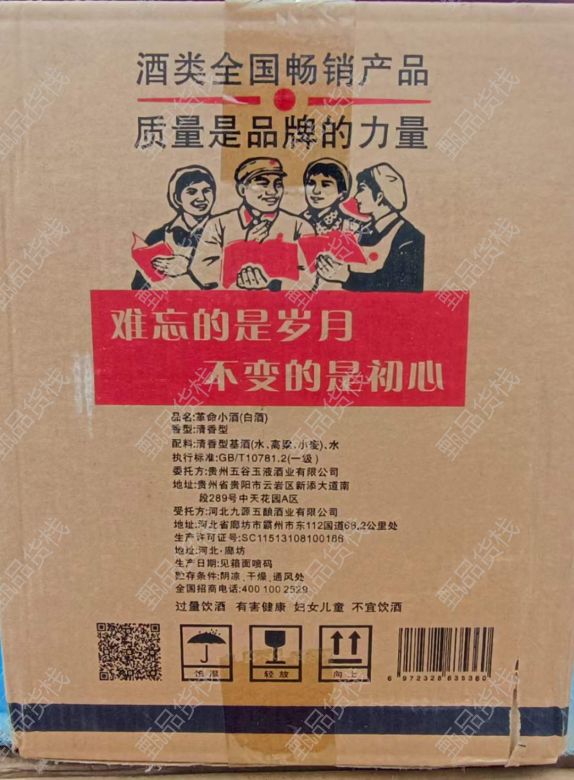 酒类全国畅销产品
质量是品牌的力量
难忘的是岁月
不变的是初心
品名:革命小酒(白酒)
香型:清香型
配料:清香型基酒(水、高粱、小麦)、水
执行标准:GB/T10781.2(一级)
委托方:贵州五谷玉液酒业有限公司
地址:贵州省贵阳市云岩区新添大道南
段289号中天花园A区
受托方:河北九源五酿酒业有限公司
地址:河北省廊坊市霸州市东112国道68.2公里处
生产许可证号:SC11513108100186
地址:河北·廊坊
生产日期:见箱面喷码
贮存条件:阴凉、干燥、通风处
全国招商电话:400 100 2529
过量饮酒 有害健康 妇女儿童 不宜饮酒
怕湿 轻放 向上
6 972328 635360
甄品货栈